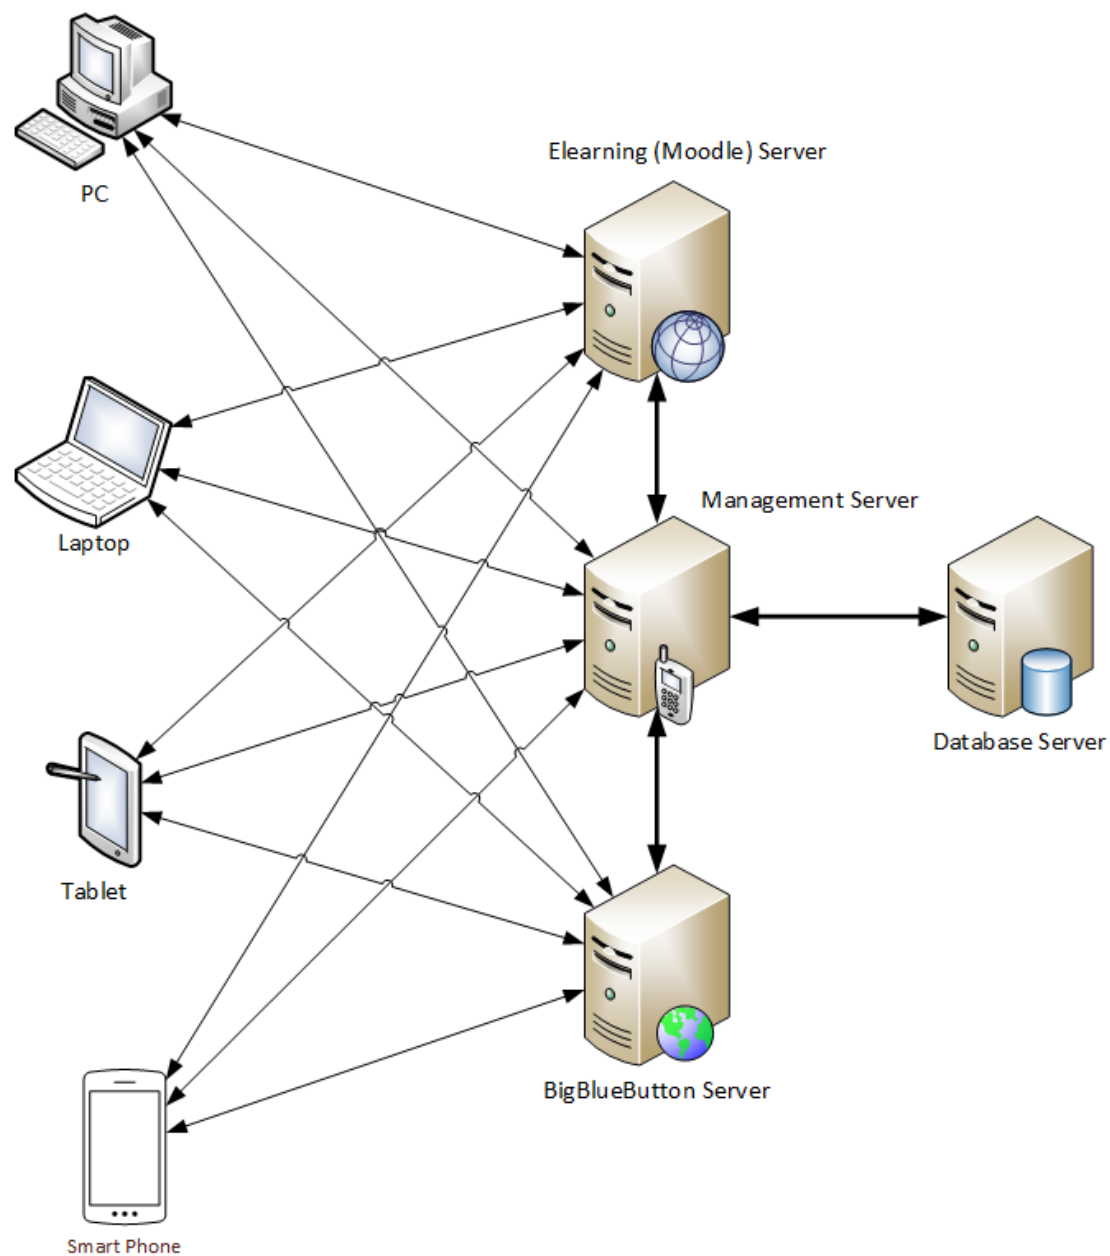 Elearning (Moodle) Server
PC
Management Server
Laptop
Database Server
Tablet
BigBlueButton Server
Smart Phone